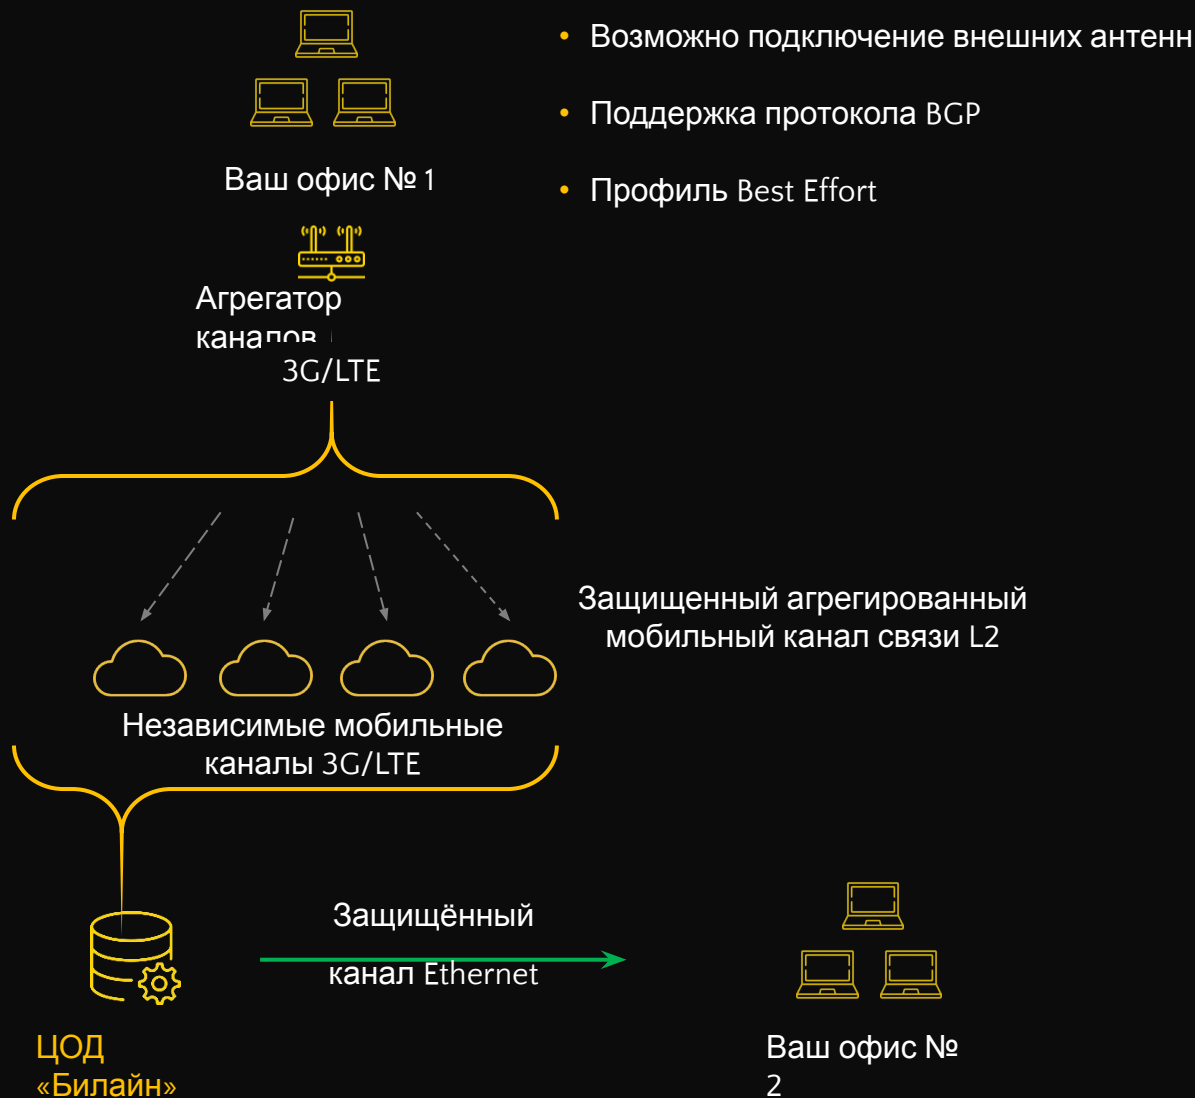 • Возможно подключение внешних антенн
• Поддержка протокола BGP
• Профиль Best Effort
Ваш офис № 1
Агрегатор
каналов
3G/LTE
Защищенный агрегированный
мобильный канал связи L2
Независимые мобильные
каналы 3G/LTE
Защищённый
канал Ethernet
ЦОД
«Билайн»
Ваш офис №
2